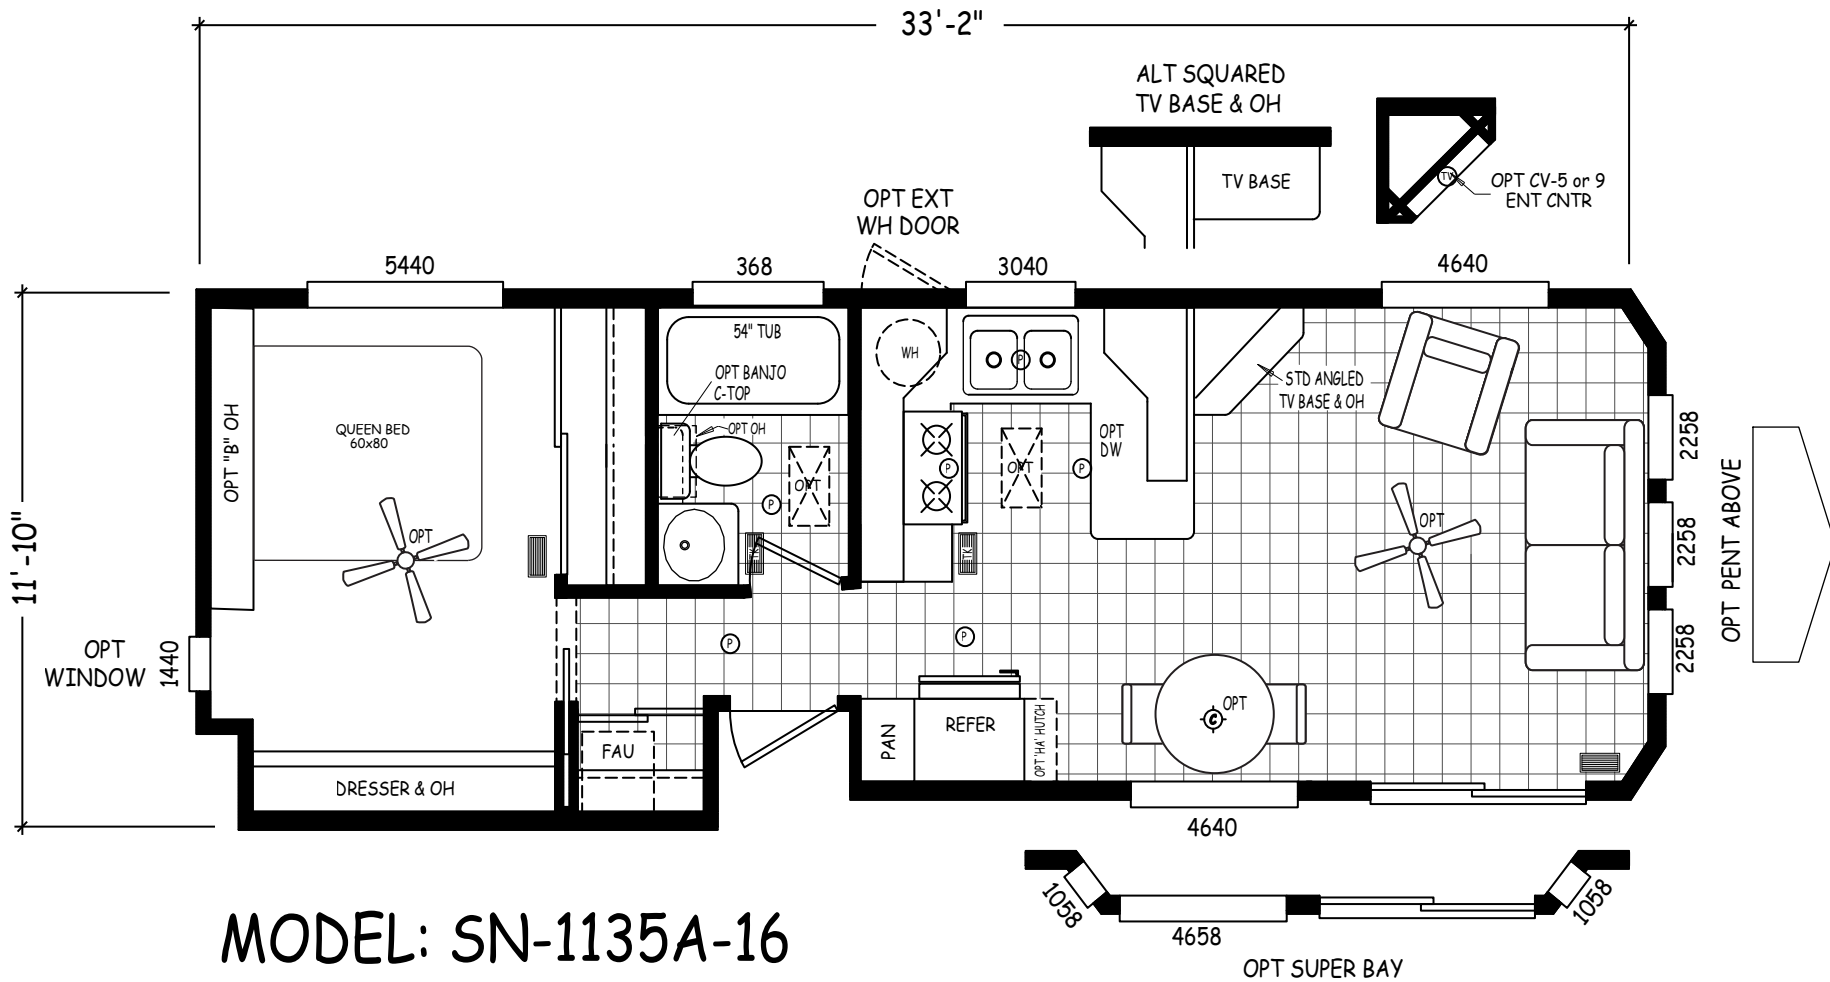 33'-2"
ALT SQUARED
TV BASE & OH
TV BASE
TV
OPT CV-5 or 9
ENT CNTR
OPT EXT
WH DOOR
5440
368
3040
4640
54" TUB
WH
P
OPT BANJO
C-TOP
STD ANGLED
TV BASE & OH
OPT "B" OH
QUEEN BED
60x80
OPT OH
OPT
DW
2258
OPT
P
P
OPT
P
OPT
OPT
2258
OPT PENT ABOVE
11'-10"
OPT
WINDOW
1440
P
P
2258
PAN
REFER
OPT 'HA' HUTCH
C
OPT
FAU
DRESSER & OH
4640
1058
4658
1058
OPT SUPER BAY
MODEL: SN-1135A-16